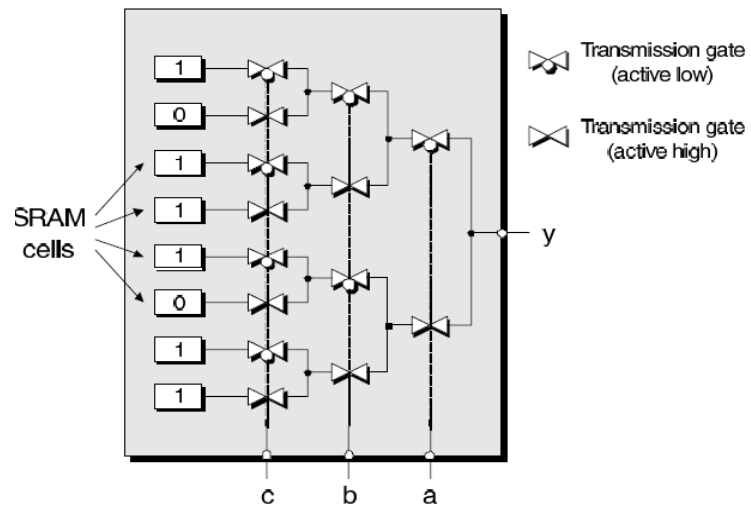 1
0
1
1
1
0
1
1
SRAM
cells
Transmission gate
(active low)
Transmission gate
(active high)
y
c b a